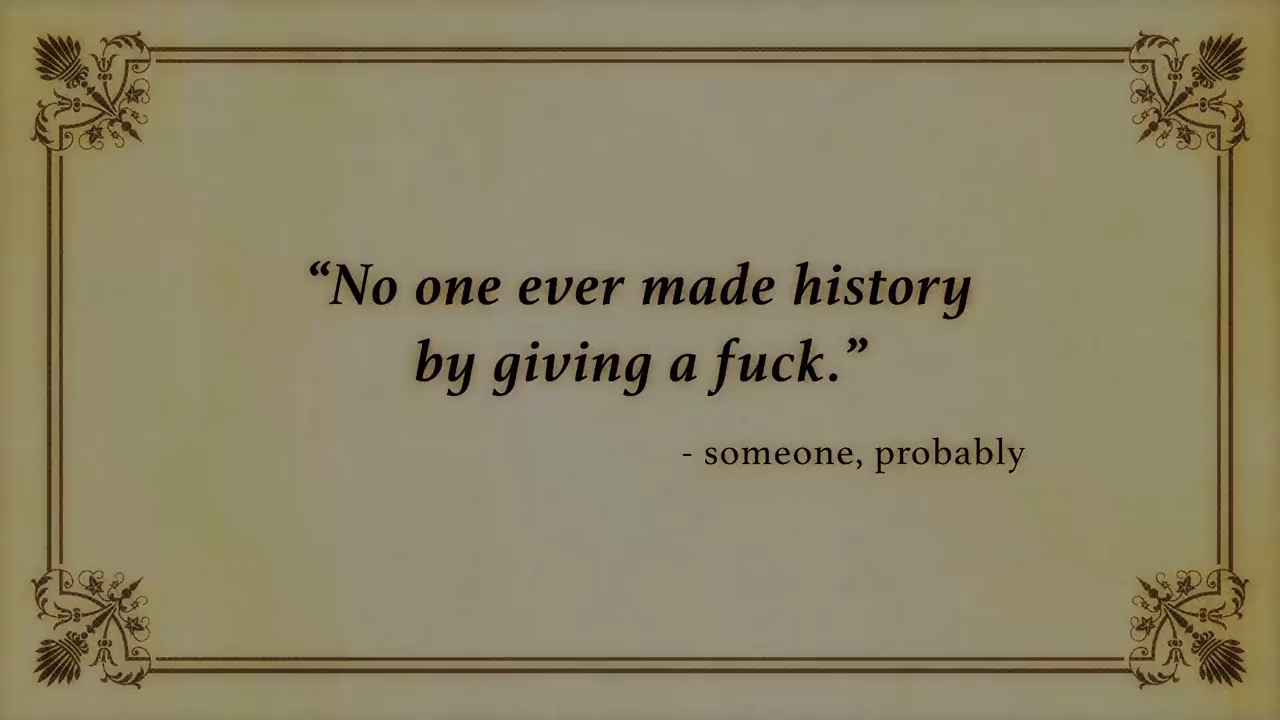 “No one ever made history
by giving a fuck.”
- someone, probably